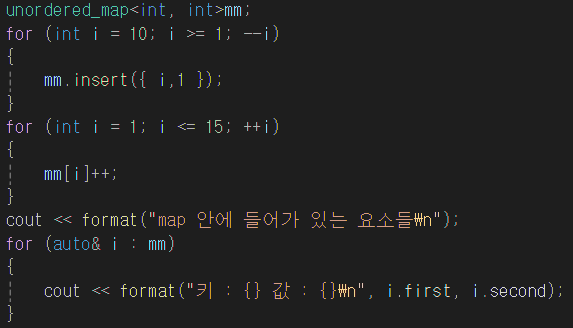 unordered_map<int, int>mm;
for (int i = 10; i >= 1; --i)
{
mm.insert({ i,1 });
}
for (int i = 1; i <= 15; ++i)
{
mm[i]++;
}
cout << format("map 안에 들어가 있는 요소들₩n");
for (auto& i : mm)
{
cout << format("키 : {} 값 : {}₩n", i.first, i.second);
}